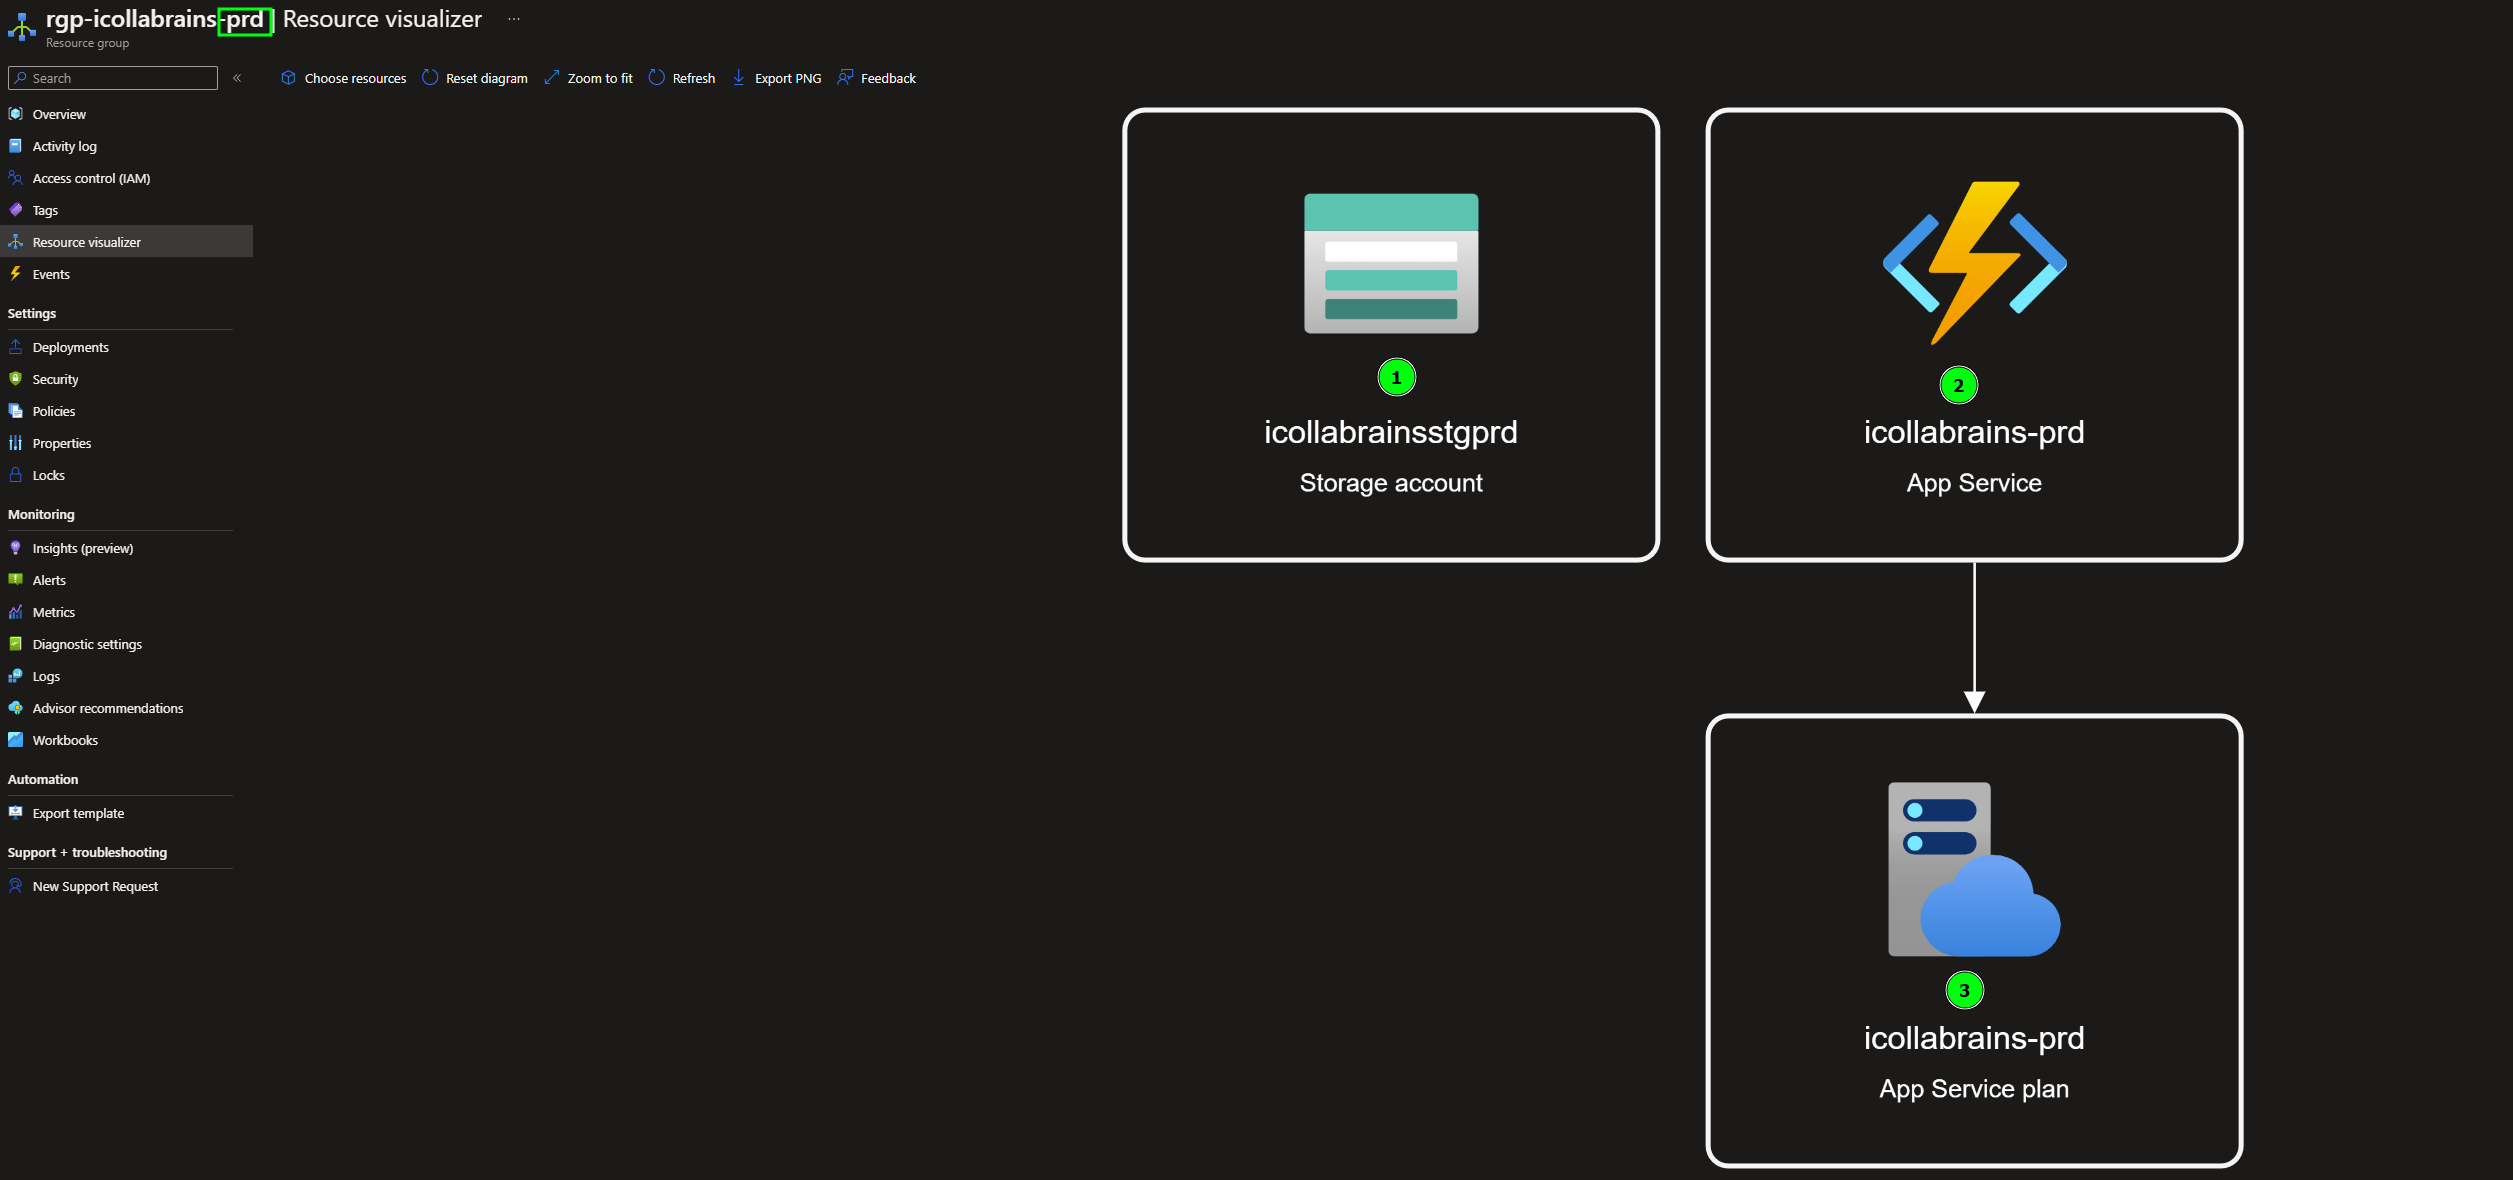 rgp-icollabrains-prd | Resource visualizer ...
Resource group
Search
«
Choose resources
Reset diagram
Zoom to fit
Refresh
Export PNG
Feedback
Overview
Activity log
Access control (IAM)
Tags
Resource visualizer
Events
Settings
Deployments
Security
Policies
Properties
Locks
Monitoring
Insights (preview)
Alerts
Metrics
Diagnostic settings
Logs
Advisor recommendations
Workbooks
Automation
Export template
Support + troubleshooting
New Support Request
1
icollabrainsstgprd
Storage account
2
icollabrains-prd
App Service
3
icollabrains-prd
App Service plan